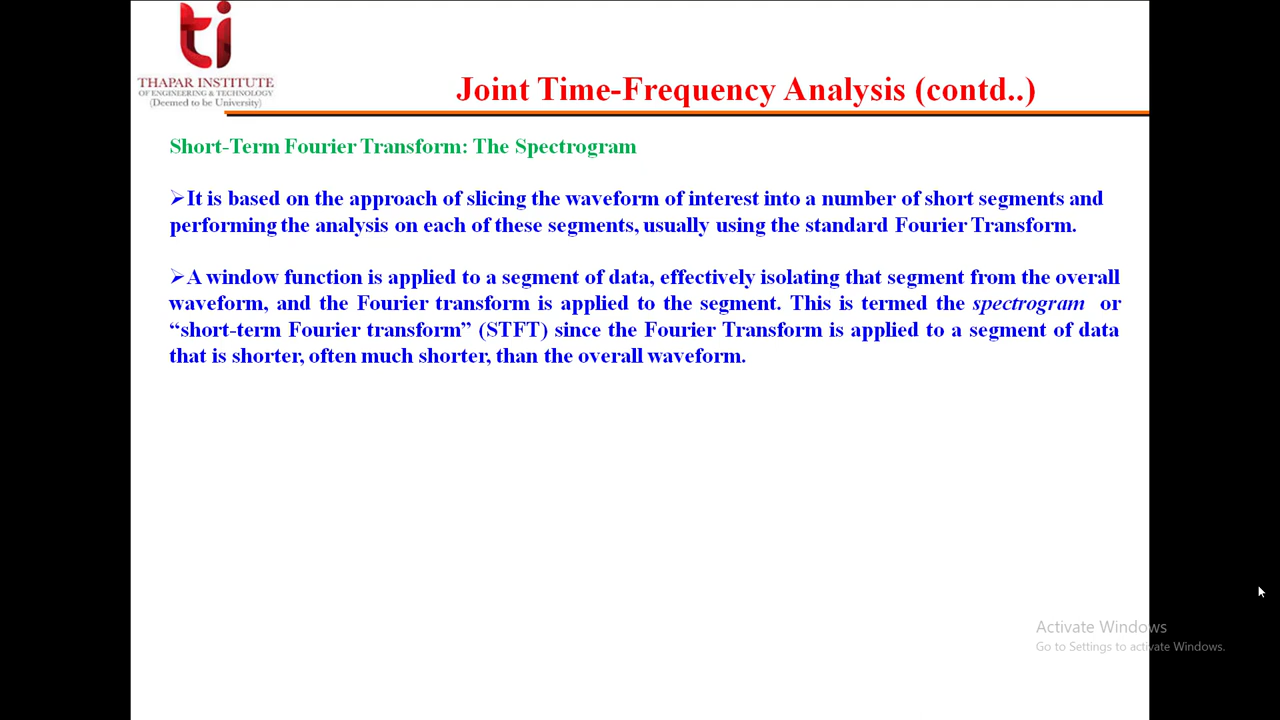 ti
THAPAR INSTITUTE
OF ENGINEERING & TECHNOLOGY
(Deemed to be University)
Joint Time-Frequency Analysis (contd..)
Short-Term Fourier Transform: The Spectrogram
➢It is based on the approach of slicing the waveform of interest into a number of short segments and
performing the analysis on each of these segments, usually using the standard Fourier Transform.
➢A window function is applied to a segment of data, effectively isolating that segment from the overall
waveform, and the Fourier transform is applied to the segment. This is termed the spectrogram or
“short-term Fourier transform” (STFT) since the Fourier Transform is applied to a segment of data
that is shorter, often much shorter, than the overall waveform.
Activate Windows
Go to Settings to activate Windows.